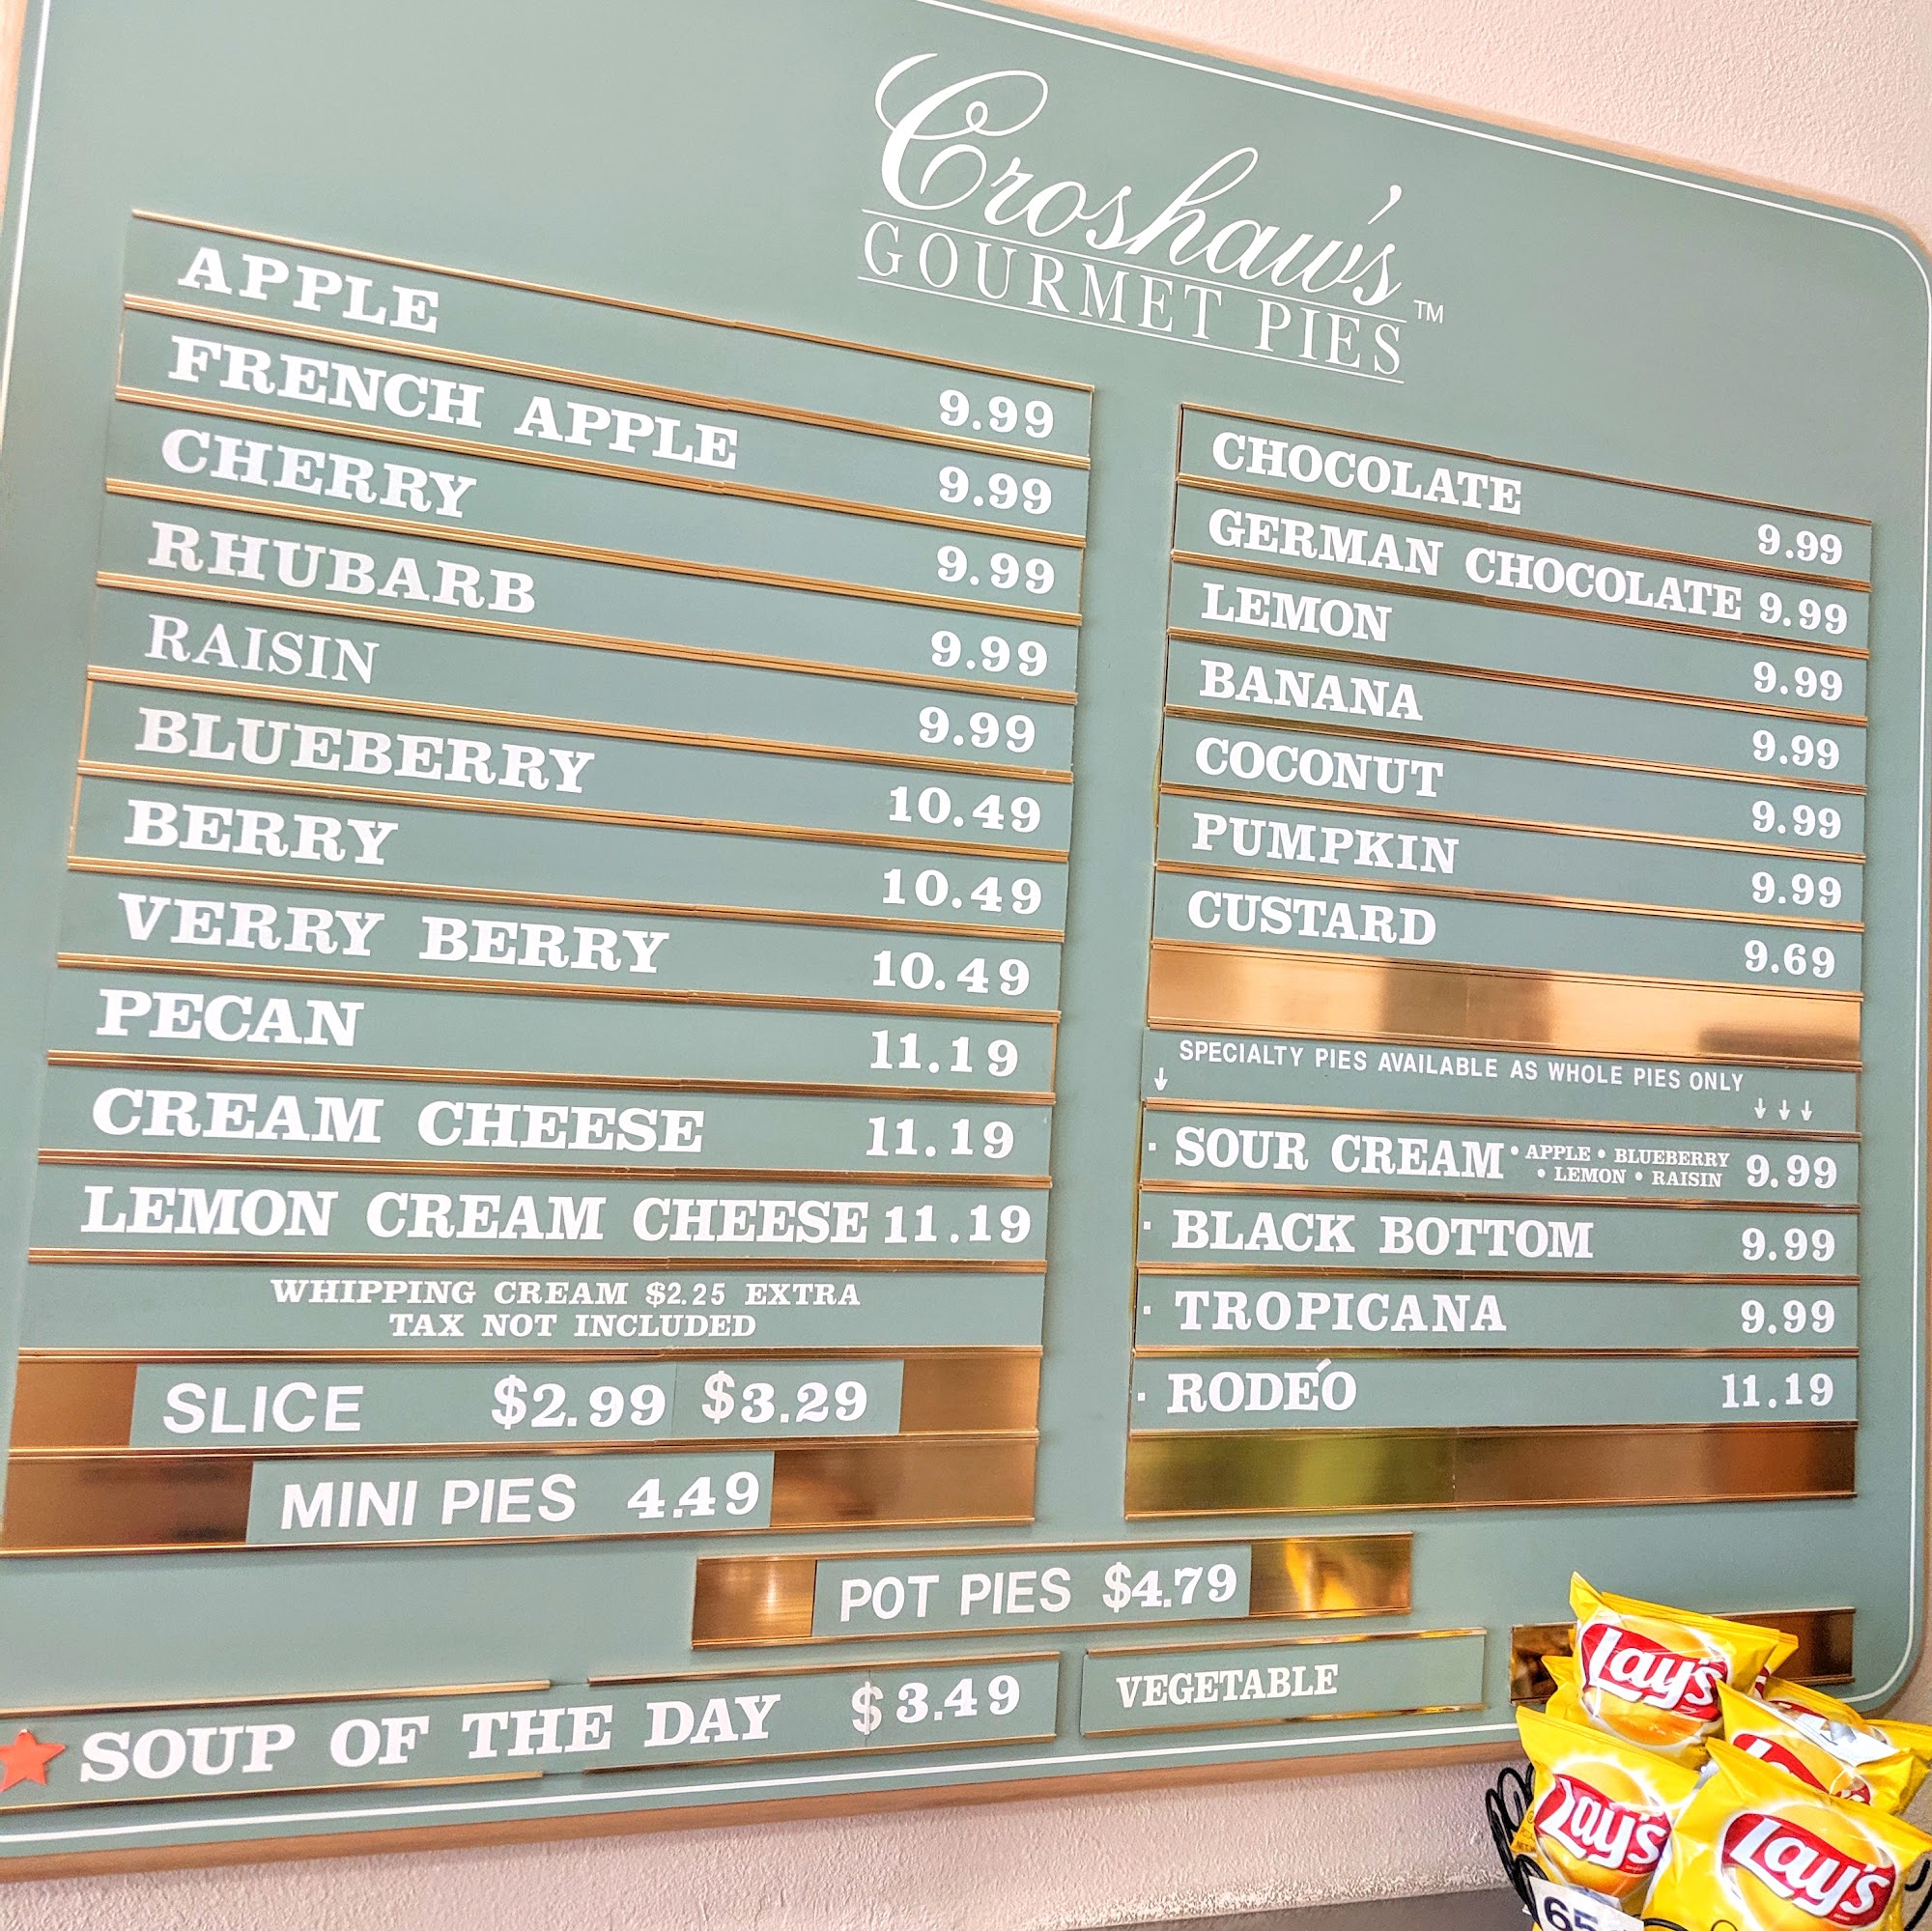 Croshaw's
GOURMET PIES™
APPLE 9.99
FRENCH APPLE 9.99
CHERRY 9.99
RHUBARB 9.99
RAISIN 9.99
BLUEBERRY 10.49
BERRY 10.49
VERRY BERRY 10.49
PECAN 11.19
CREAM CHEESE 11.19
LEMON CREAM CHEESE 11.19
WHIPPING CREAM $2.25 EXTRA
TAX NOT INCLUDED
SLICE $2.99 $3.29
MINI PIES 4.49
CHOCOLATE 9.99
GERMAN CHOCOLATE 9.99
LEMON 9.99
BANANA 9.99
COCONUT 9.99
PUMPKIN 9.99
CUSTARD 9.69
SPECIALTY PIES AVAILABLE AS WHOLE PIES ONLY
↓ ↓ ↓ ↓
· SOUR CREAM • APPLE • BLUEBERRY
• LEMON • RAISIN 9.99
· BLACK BOTTOM 9.99
· TROPICANA 9.99
· RODÉO 11.19
POT PIES $4.79
SOUP OF THE DAY $3.49 VEGETABLE
Lay's
Lay's
Lay's
65